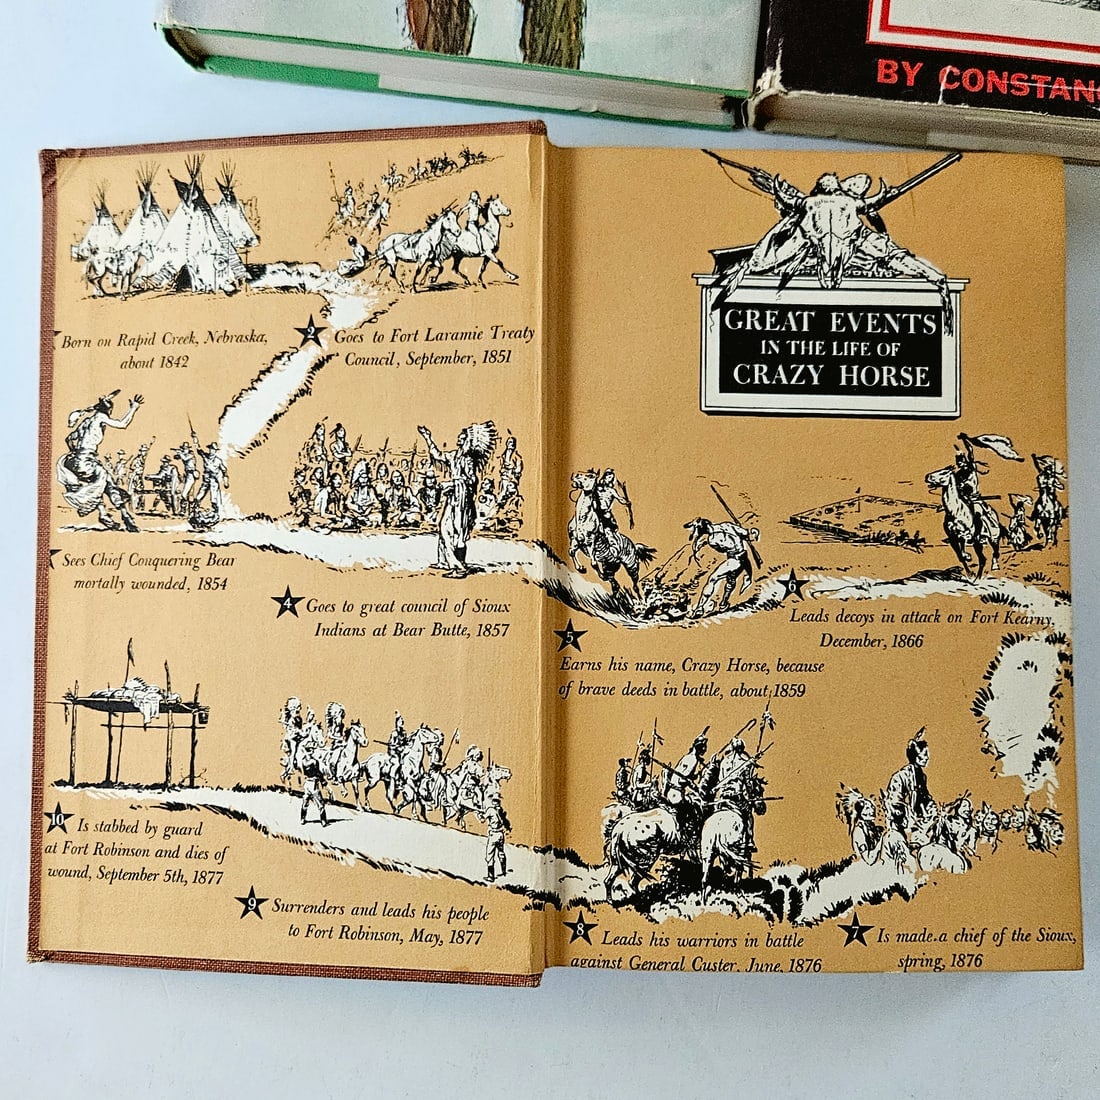 BY CONSTANC
GREAT EVENTS
IN THE LIFE OF
CRAZY HORSE
Born on Rapid Creek, Nebraska,
about 1842
2 Goes to Fort Laramie Treaty
Council, September, 1851
Sees Chief Conquering Bear
mortally wounded, 1854
4 Goes to great council of Sioux
Indians at Bear Butte, 1857
5
Earns his name, Crazy Horse, because
of brave deeds in battle, about 1859
6
Leads decoys in attack on Fort Kearny,
December, 1866
7 Is made a chief of the Sioux,
spring, 1876
8 Leads his warriors in battle
against General Custer, June, 1876
9 Surrenders and leads his people
to Fort Robinson, May, 1877
10 Is stabbed by guard
at Fort Robinson and dies of
wound, September 5th, 1877